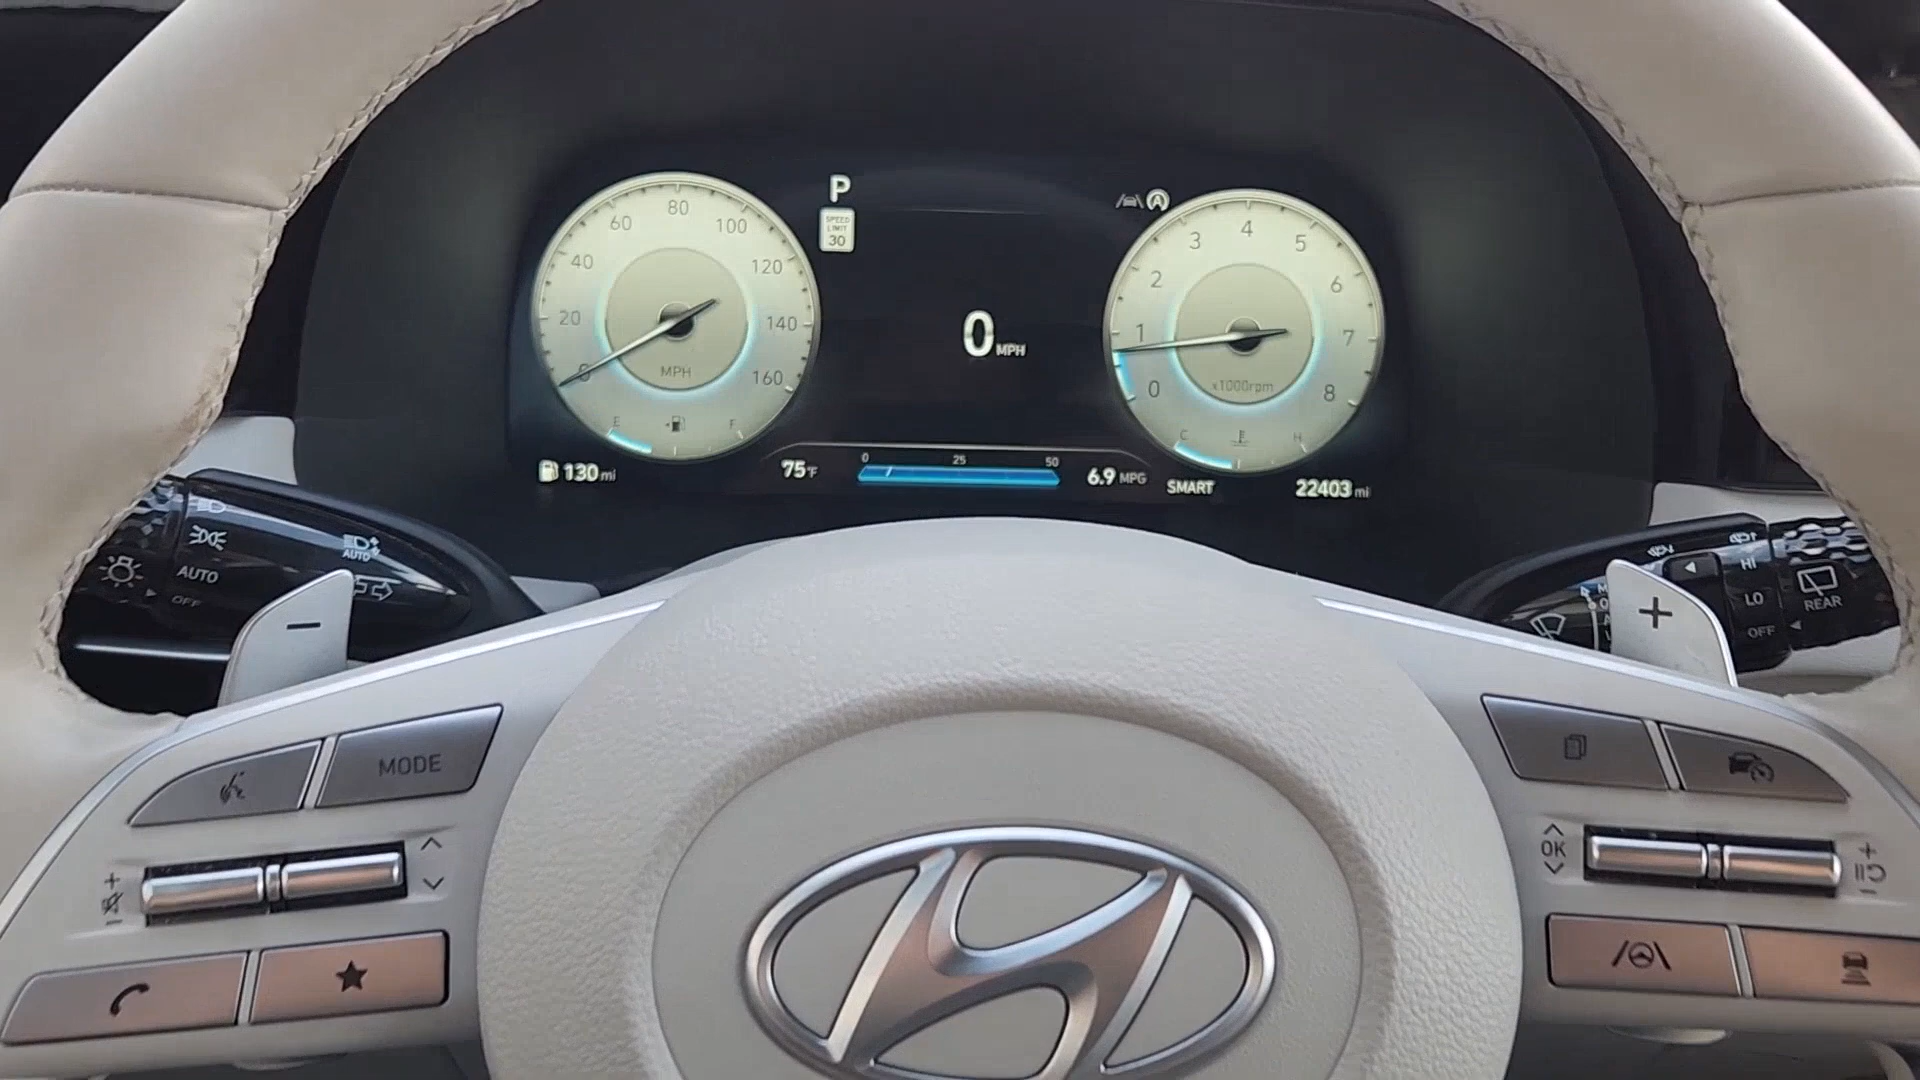 P
SPEED
LIMIT
30
0 20 40 60 80 100 120 140 160
MPH
E F
0 MPH
0 1 2 3 4 5 6 7 8
x1000rpm
C H
130 mi
75°F
0 25 50
6.9 MPG
SMART
22403 mi
AUTO
AUTO
OFF
−
+
HI
LO
OFF
REAR
MODE
OK
+
−
+
−